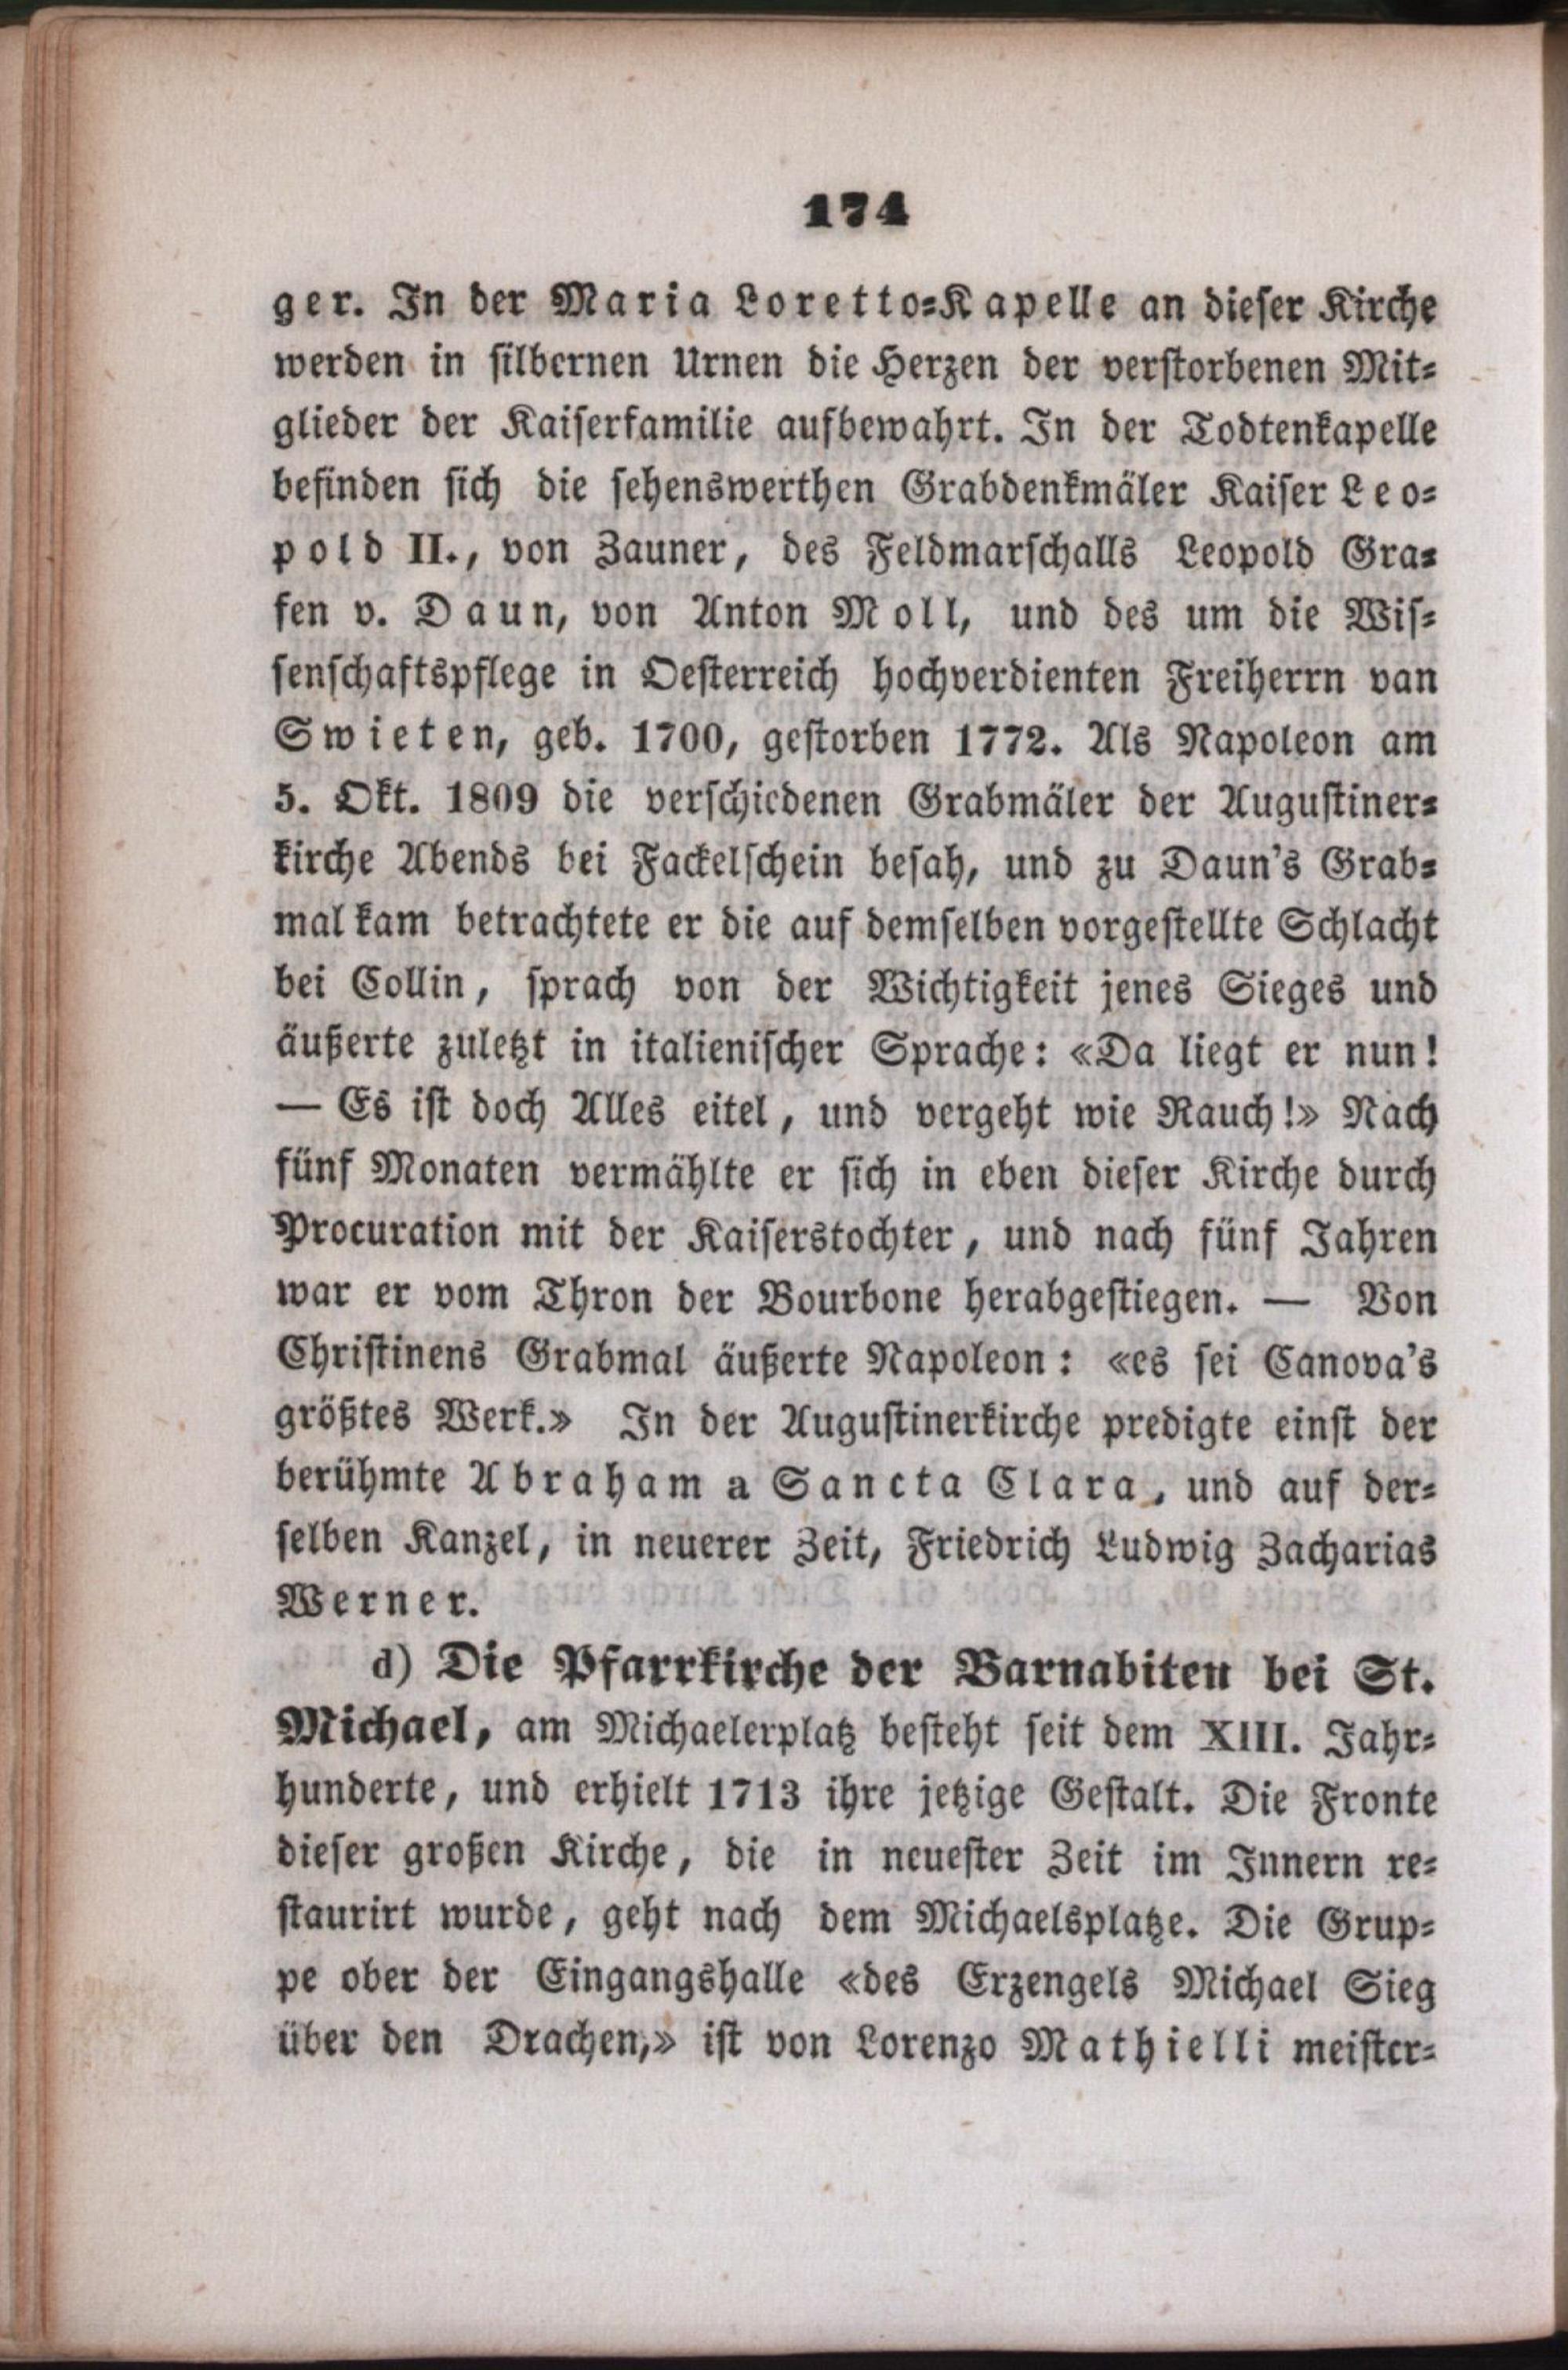 174
ger. In der Maria Loretto-Kapelle an dieser Kirche
werden in silbernen Urnen die Herzen der verstorbenen Mit-
glieder der Kaiserfamilie aufbewahrt. In der Todtenkapelle
befinden sich die sehenswerthen Grabdenkmäler Kaiser Leo-
pold II., von Zauner, des Feldmarschalls Leopold Gra-
fen v. Daun, von Anton Moll, und des um die Wis-
senschaftspflege in Oesterreich hochverdienten Freiherrn van
Swieten, geb. 1700, gestorben 1772. Als Napoleon am
5. Okt. 1809 die verschiedenen Grabmäler der Augustiner-
kirche Abends bei Fackelschein besah, und zu Daun's Grab-
mal kam betrachtete er die auf demselben vorgestellte Schlacht
bei Collin, sprach von der Wichtigkeit jenes Sieges und
äußerte zuletzt in italienischer Sprache: «Da liegt er nun!
— Es ist doch Alles eitel, und vergeht wie Rauch!» Nach
fünf Monaten vermählte er sich in eben dieser Kirche durch
Procuration mit der Kaiserstochter, und nach fünf Jahren
war er vom Thron der Bourbone herabgestiegen. — Von
Christinens Grabmal äußerte Napoleon: «es sei Canova's
größtes Werk.» In der Augustinerkirche predigte einst der
berühmte Abraham a Sancta Clara, und auf der-
selben Kanzel, in neuerer Zeit, Friedrich Ludwig Zacharias
Werner.
d) Die Pfarrkirche der Barnabiten bei St.
Michael, am Michaelerplatz besteht seit dem XIII. Jahr-
hunderte, und erhielt 1713 ihre jetzige Gestalt. Die Fronte
dieser großen Kirche, die in neuester Zeit im Innern re-
staurirt wurde, geht nach dem Michaelsplatze. Die Grup-
pe ober der Eingangshalle «des Erzengels Michael Sieg
über den Drachen,» ist von Lorenzo Mathielli meister-